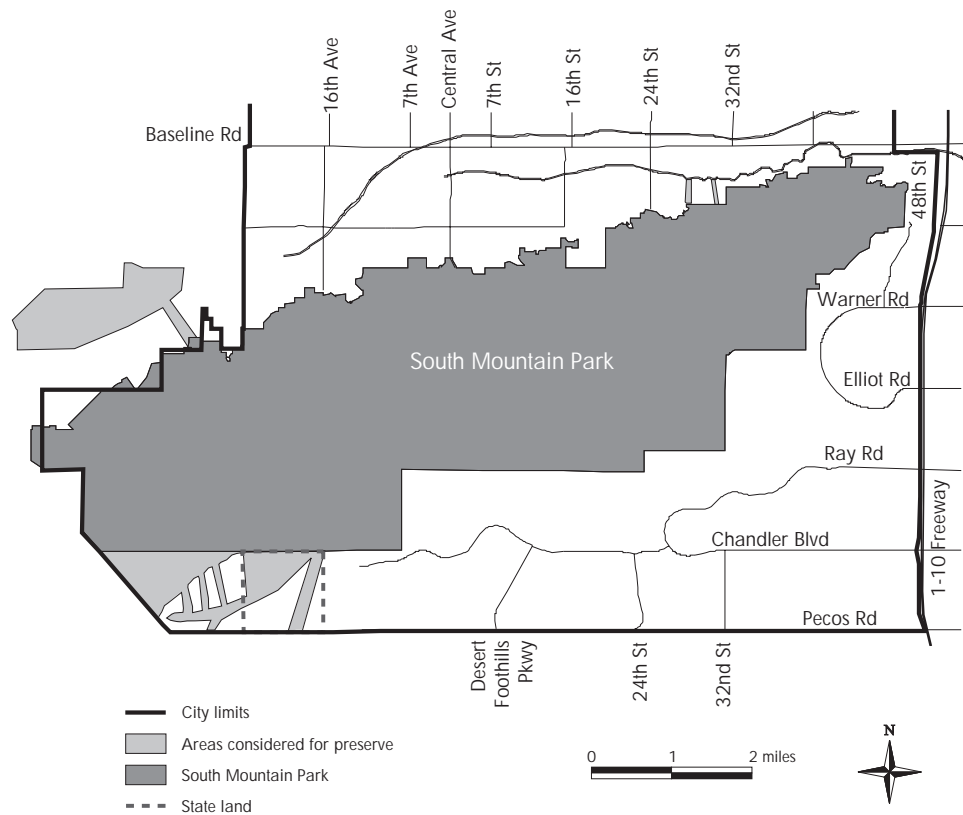 16th Ave
7th Ave
Central Ave
7th St
16th St
24th St
32nd St
Baseline Rd
48th St
Warner Rd
South Mountain Park
Elliot Rd
Ray Rd
1-10 Freeway
Chandler Blvd
Pecos Rd
Desert
Foothills
Pkwy
24th St
32nd St
City limits
Areas considered for preserve
South Mountain Park
State land
0 1 2 miles
N